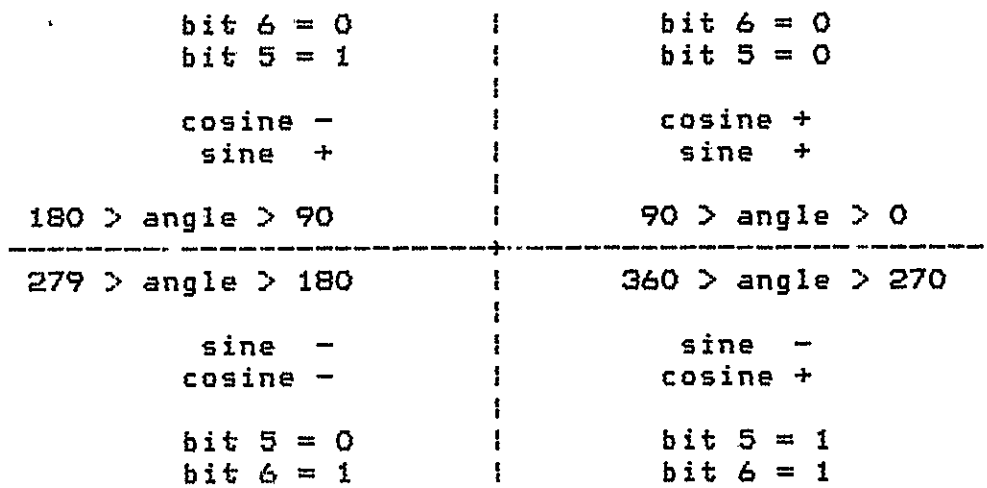 bit 6 = 0 ¦ bit 6 = 0
bit 5 = 1 ¦ bit 5 = 0
cosine - ¦ cosine +
sine + ¦ sine +
180 > angle > 90 ¦ 90 > angle > 0
279 > angle > 180 ¦ 360 > angle > 270
sine - ¦ sine -
cosine - ¦ cosine +
bit 5 = 0 ¦ bit 5 = 1
bit 6 = 1 ¦ bit 6 = 1